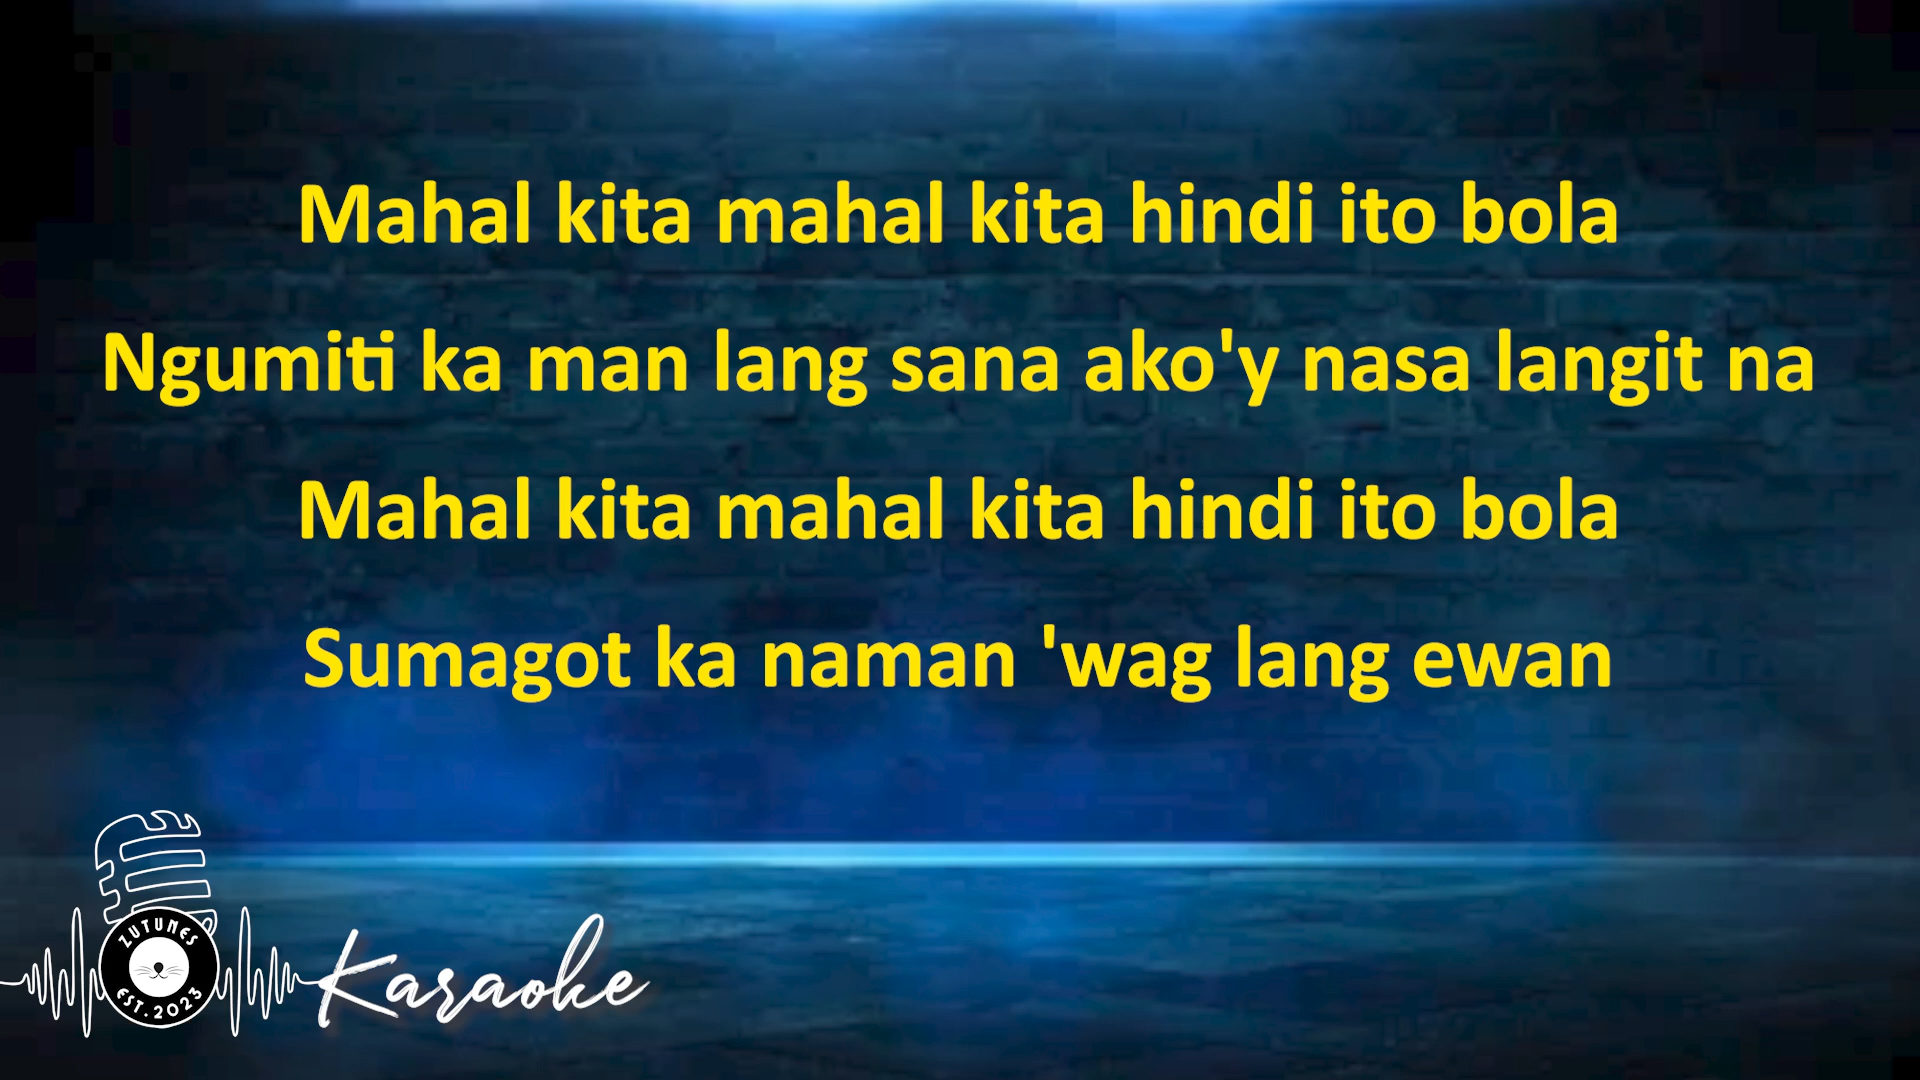 Mahal kita mahal kita hindi ito bola
Ngumiti ka man lang sana ako'y nasa langit na
Mahal kita mahal kita hindi ito bola
Sumagot ka naman 'wag lang ewan
ZUTUNES
EST. 2023
Karaoke